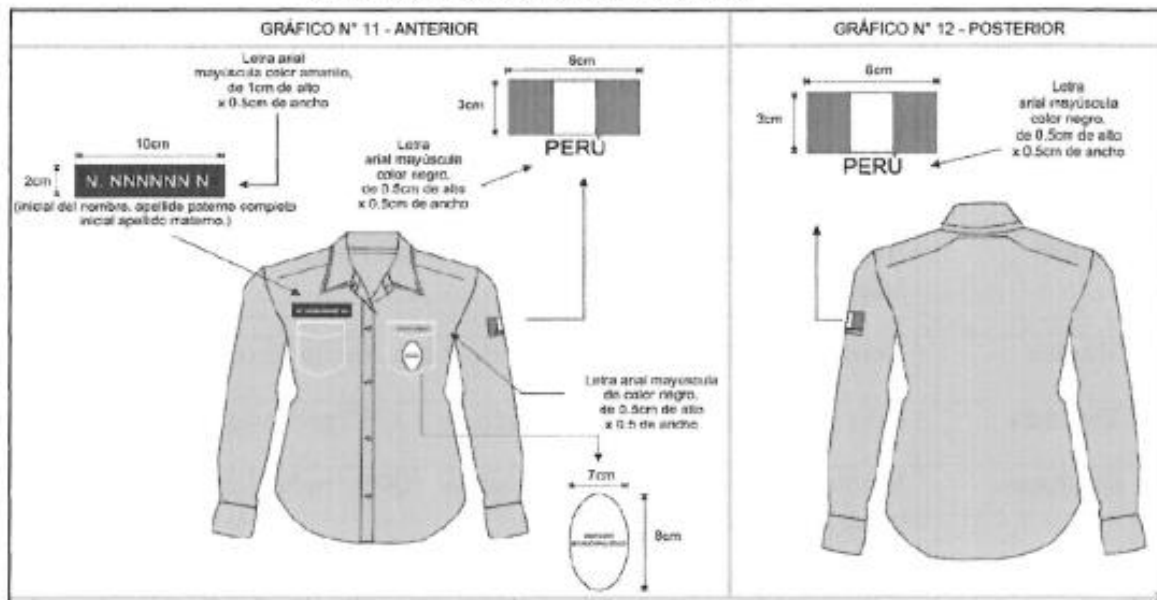 GRÁFICO N° 11 - ANTERIOR
Letra arial
mayúscula color amarillo,
de 1cm de alto
x 0.5cm de ancho
10cm
2cm
N. NNNNNNN N
(inicial del nombre, apellido paterno completo
inicial apellido materno.)
6cm
3cm
PERÚ
Letra
arial mayúscula
color negro,
de 0.5cm de alto
x 0.5cm de ancho
Letra arial mayúscula
de color negro,
de 0.5cm de alto
x 0.5 de ancho
7cm
8cm
GRÁFICO N° 12 - POSTERIOR
6cm
3cm
PERÚ
Letra
arial mayúscula
color negro,
de 0.5cm de alto
x 0.5cm de ancho